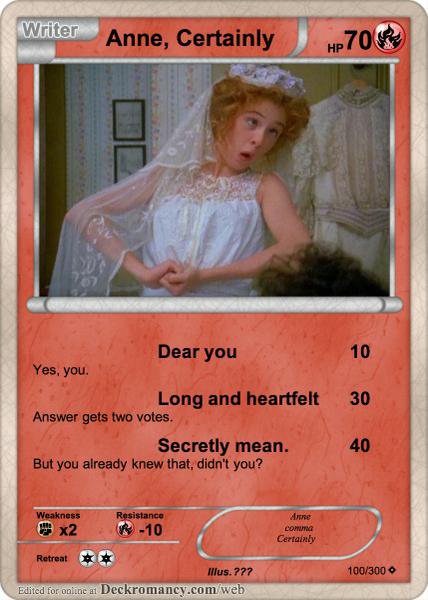 Writer
Anne, Certainly
HP 70
Dear you 10
Yes, you.
Long and heartfelt 30
Answer gets two votes.
Secretly mean. 40
But you already knew that, didn't you?
Weakness Resistance
x2 -10
Anne
comma
Certainly
Retreat
Illus.??? 100/300
Edited for online at Deckromancy.com/web